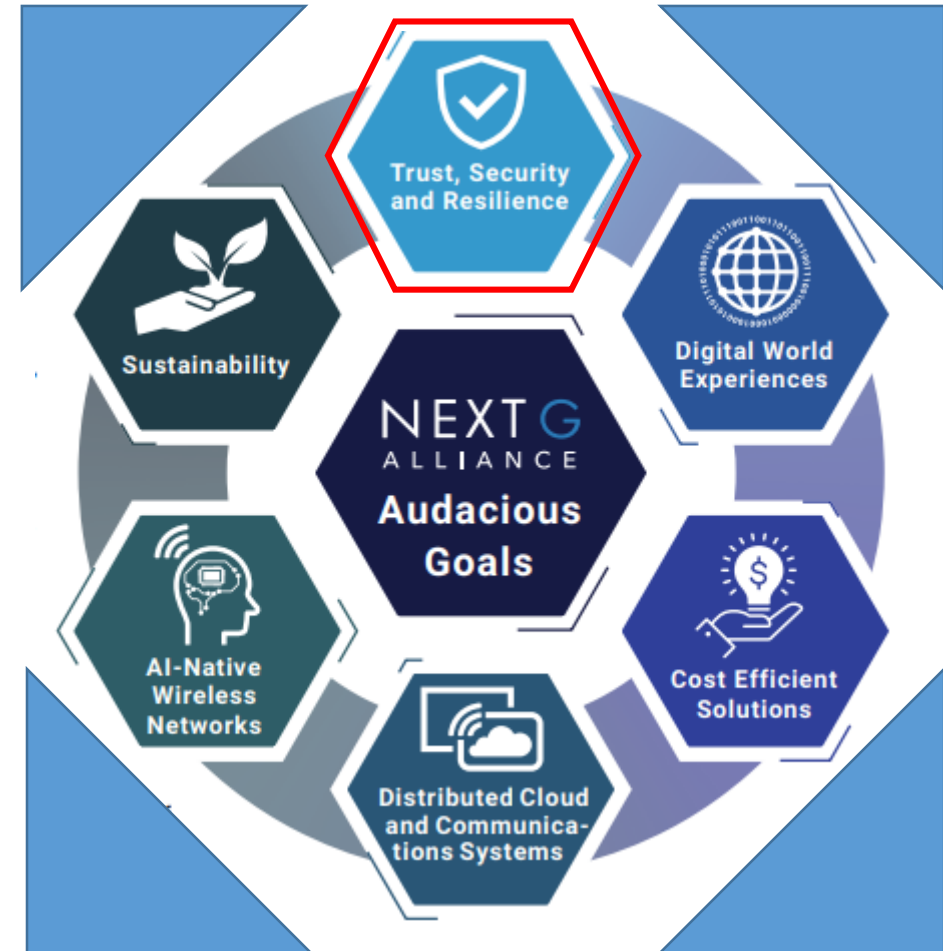 Trust, Security
and Resilience
Sustainability
Digital World
Experiences
NEXT G
ALLIANCE
Audacious
Goals
AI-Native
Wireless
Networks
$
Cost Efficient
Solutions
Distributed Cloud
and Communica-
tions Systems